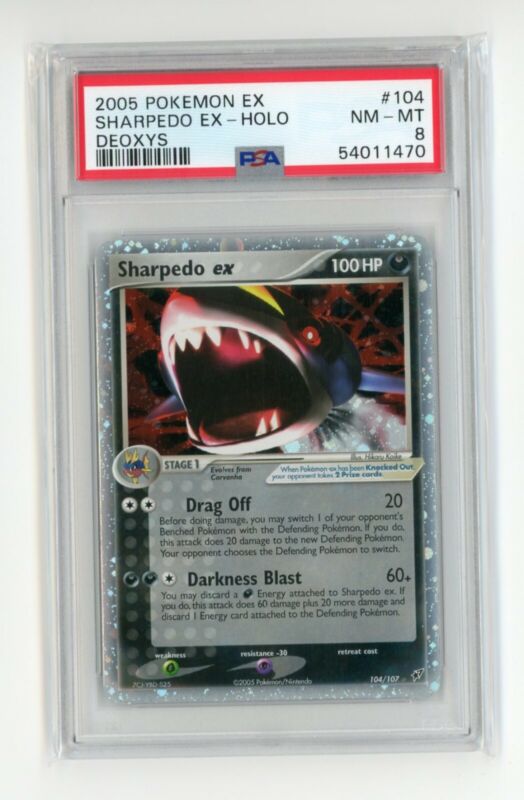 2005 POKEMON EX #104
SHARPEDO EX-HOLO NM-MT
DEOXYS 8
PSA 54011470
Sharpedo ex 100 HP
Illus. Hikaru Koike
STAGE 1
Evolves from
Carvanha
When Pokémon-ex has been Knocked Out,
your opponent takes 2 Prize cards.
Drag Off 20
Before doing damage, you may switch 1 of your opponent's
Benched Pokémon with the Defending Pokémon. If you do,
this attack does 20 damage to the new Defending Pokémon.
Your opponent chooses the Defending Pokémon to switch.
Darkness Blast 60+
You may discard a Energy attached to Sharpedo ex. If
you do, this attack does 60 damage plus 20 more damage and
discard 1 Energy card attached to the Defending Pokémon.
weakness resistance -30 retreat cost
7CJ-YBD-525 ©2005 Pokémon/Nintendo 104/107